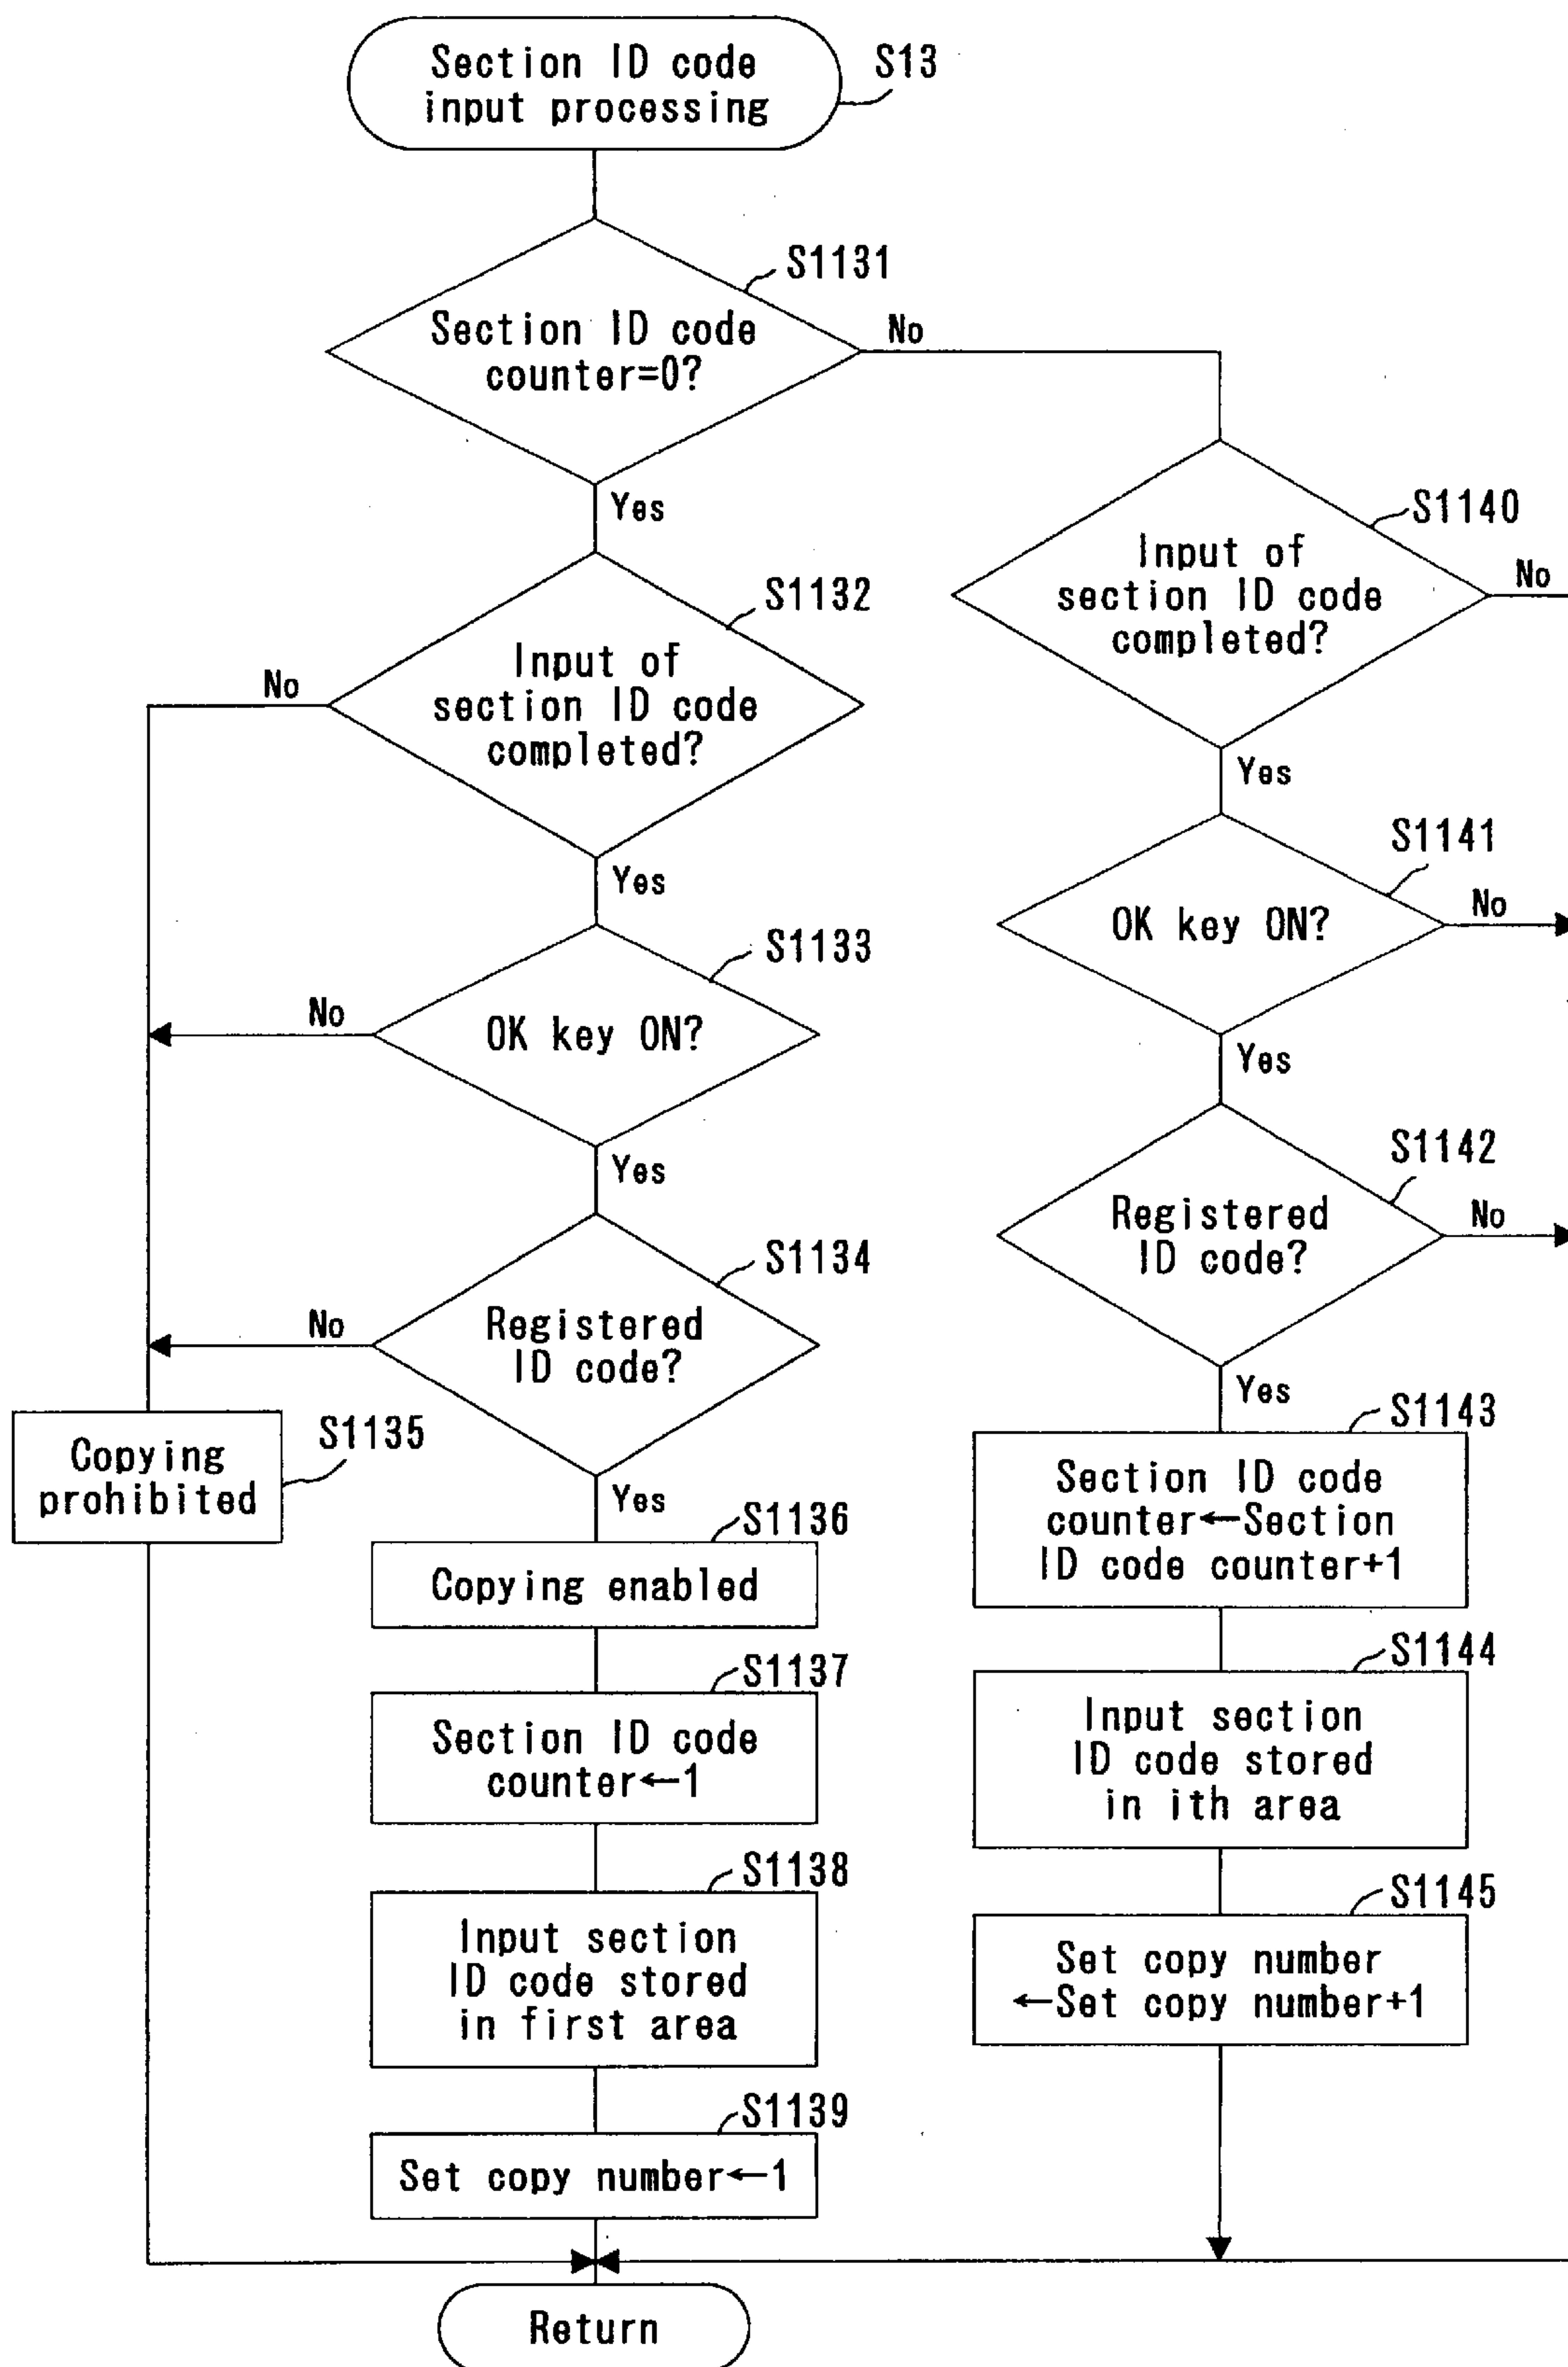 Section ID code
input processing
S13
S1131
Section ID code
counter=0?
No
Yes
S1132
Input of
section ID code
completed?
No
Yes
S1133
OK key ON?
No
Yes
S1134
Registered
ID code?
No
Yes
S1135
Copying
prohibited
S1136
Copying enabled
S1137
Section ID code
counter←1
S1138
Input section
ID code stored
in first area
S1139
Set copy number←1
S1140
Input of
section ID code
completed?
No
Yes
S1141
OK key ON?
No
Yes
S1142
Registered
ID code?
No
Yes
S1143
Section ID code
counter←Section
ID code counter+1
S1144
Input section
ID code stored
in ith area
S1145
Set copy number
←Set copy number+1
Return